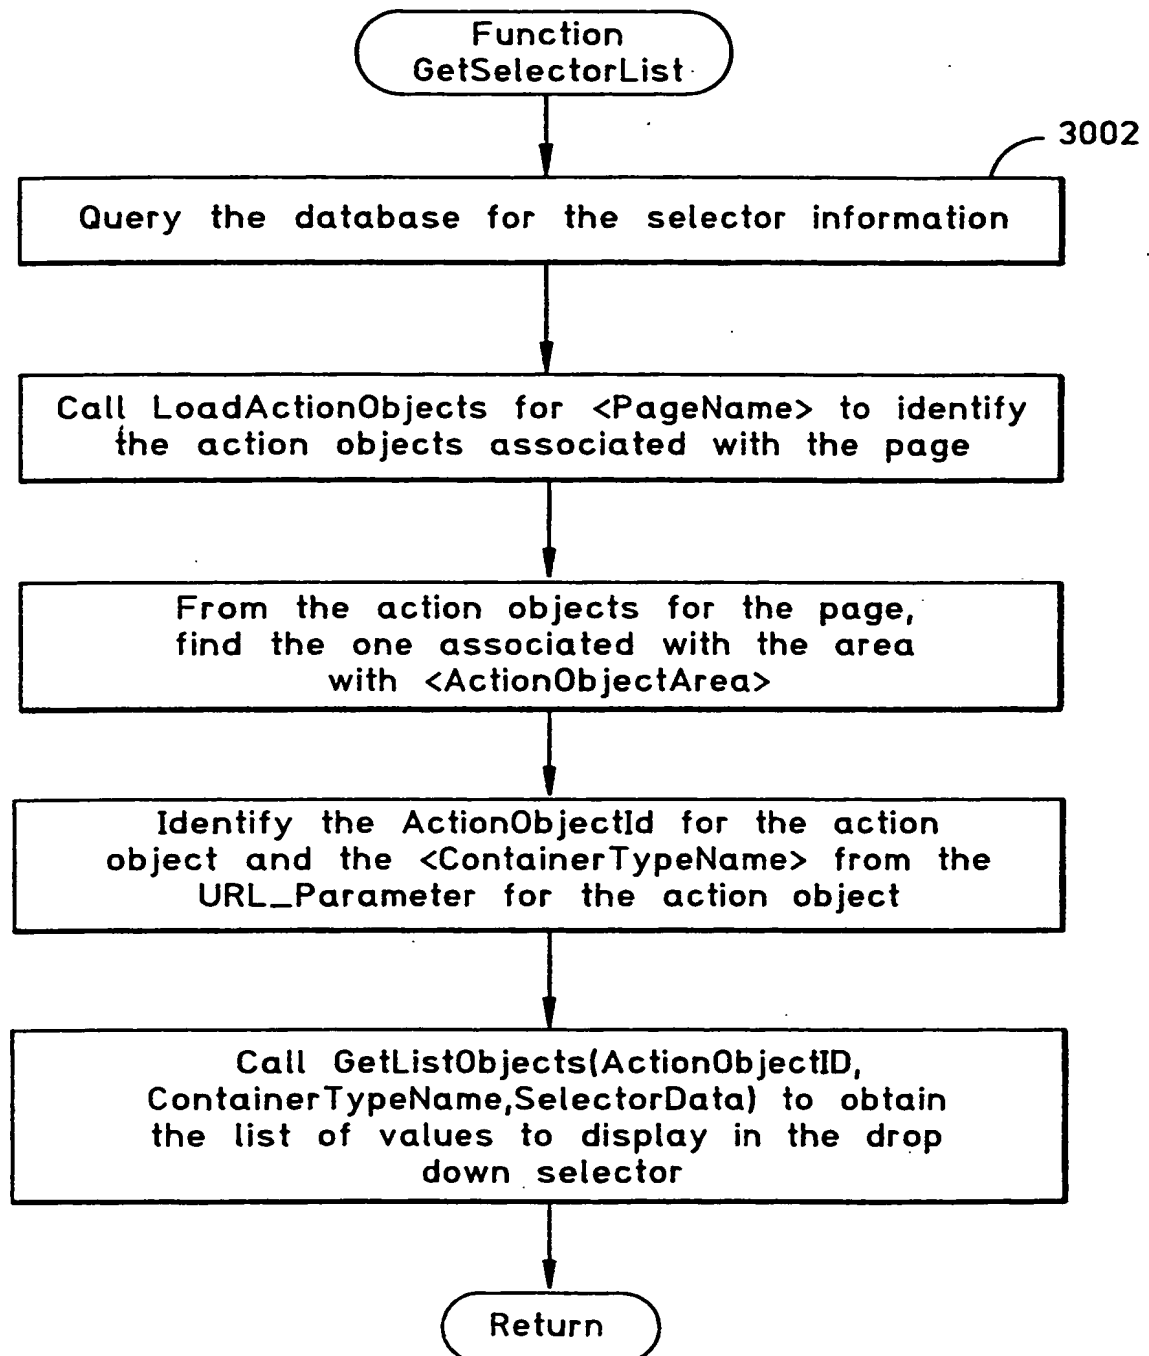 Function
GetSelectorList
3002
Query the database for the selector information
Call LoadActionObjects for <PageName> to identify
the action objects associated with the page
From the action objects for the page,
find the one associated with the area
with <ActionObjectArea>
Identify the ActionObjectId for the action
object and the <ContainerTypeName> from the
URL_Parameter for the action object
Call GetListObjects(ActionObjectID,
ContainerTypeName,SelectorData) to obtain
the list of values to display in the drop
down selector
Return